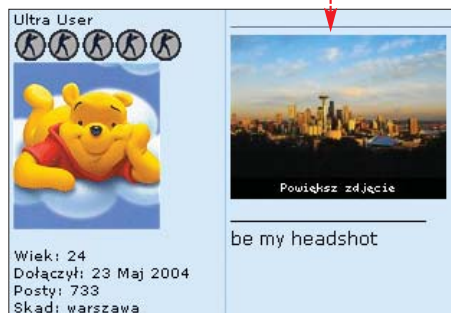 Ultra User
Powiększ zdjęcie
be my headshot
Wiek: 24
Dołączył: 23 Maj 2004
Posty: 733
Skąd: warszawa